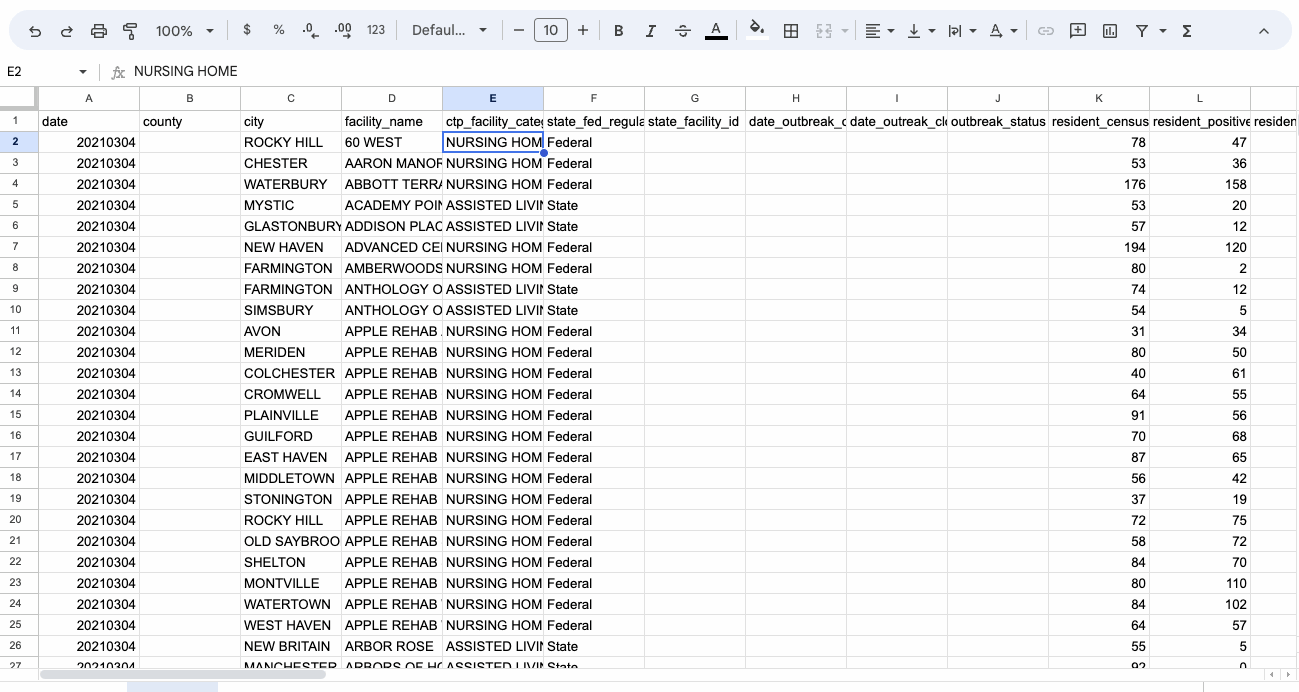 100% $ % .0 .00 123 Defaul... 10 B I S A A Σ
E2 fx NURSING HOME
A B C D E F G H I J K L
1 date county city facility_name ctp_facility_categ state_fed_regula state_facility_id date_outbreak_o date_outreak_clo outbreak_status resident_census resident_positive residen
2 20210304 ROCKY HILL 60 WEST NURSING HOM Federal 78 47
3 20210304 CHESTER AARON MANOR NURSING HOM Federal 53 36
4 20210304 WATERBURY ABBOTT TERRA NURSING HOM Federal 176 158
5 20210304 MYSTIC ACADEMY POIN ASSISTED LIVIN State 53 20
6 20210304 GLASTONBURY ADDISON PLAC ASSISTED LIVIN State 57 12
7 20210304 NEW HAVEN ADVANCED CE NURSING HOM Federal 194 120
8 20210304 FARMINGTON AMBERWOODS NURSING HOM Federal 80 2
9 20210304 FARMINGTON ANTHOLOGY O ASSISTED LIVIN State 74 12
10 20210304 SIMSBURY ANTHOLOGY O ASSISTED LIVIN State 54 5
11 20210304 AVON APPLE REHAB NURSING HOM Federal 31 34
12 20210304 MERIDEN APPLE REHAB NURSING HOM Federal 80 50
13 20210304 COLCHESTER APPLE REHAB NURSING HOM Federal 40 61
14 20210304 CROMWELL APPLE REHAB NURSING HOM Federal 64 55
15 20210304 PLAINVILLE APPLE REHAB NURSING HOM Federal 91 56
16 20210304 GUILFORD APPLE REHAB NURSING HOM Federal 70 68
17 20210304 EAST HAVEN APPLE REHAB NURSING HOM Federal 87 65
18 20210304 MIDDLETOWN APPLE REHAB NURSING HOM Federal 56 42
19 20210304 STONINGTON APPLE REHAB NURSING HOM Federal 37 19
20 20210304 ROCKY HILL APPLE REHAB NURSING HOM Federal 72 75
21 20210304 OLD SAYBROO APPLE REHAB NURSING HOM Federal 58 72
22 20210304 SHELTON APPLE REHAB NURSING HOM Federal 84 70
23 20210304 MONTVILLE APPLE REHAB NURSING HOM Federal 80 110
24 20210304 WATERTOWN APPLE REHAB NURSING HOM Federal 84 102
25 20210304 WEST HAVEN APPLE REHAB NURSING HOM Federal 64 57
26 20210304 NEW BRITAIN ARBOR ROSE ASSISTED LIVIN State 55 5
27 20210304 MANCHESTER ARBORS OF HO ASSISTED LIVIN State 92 0